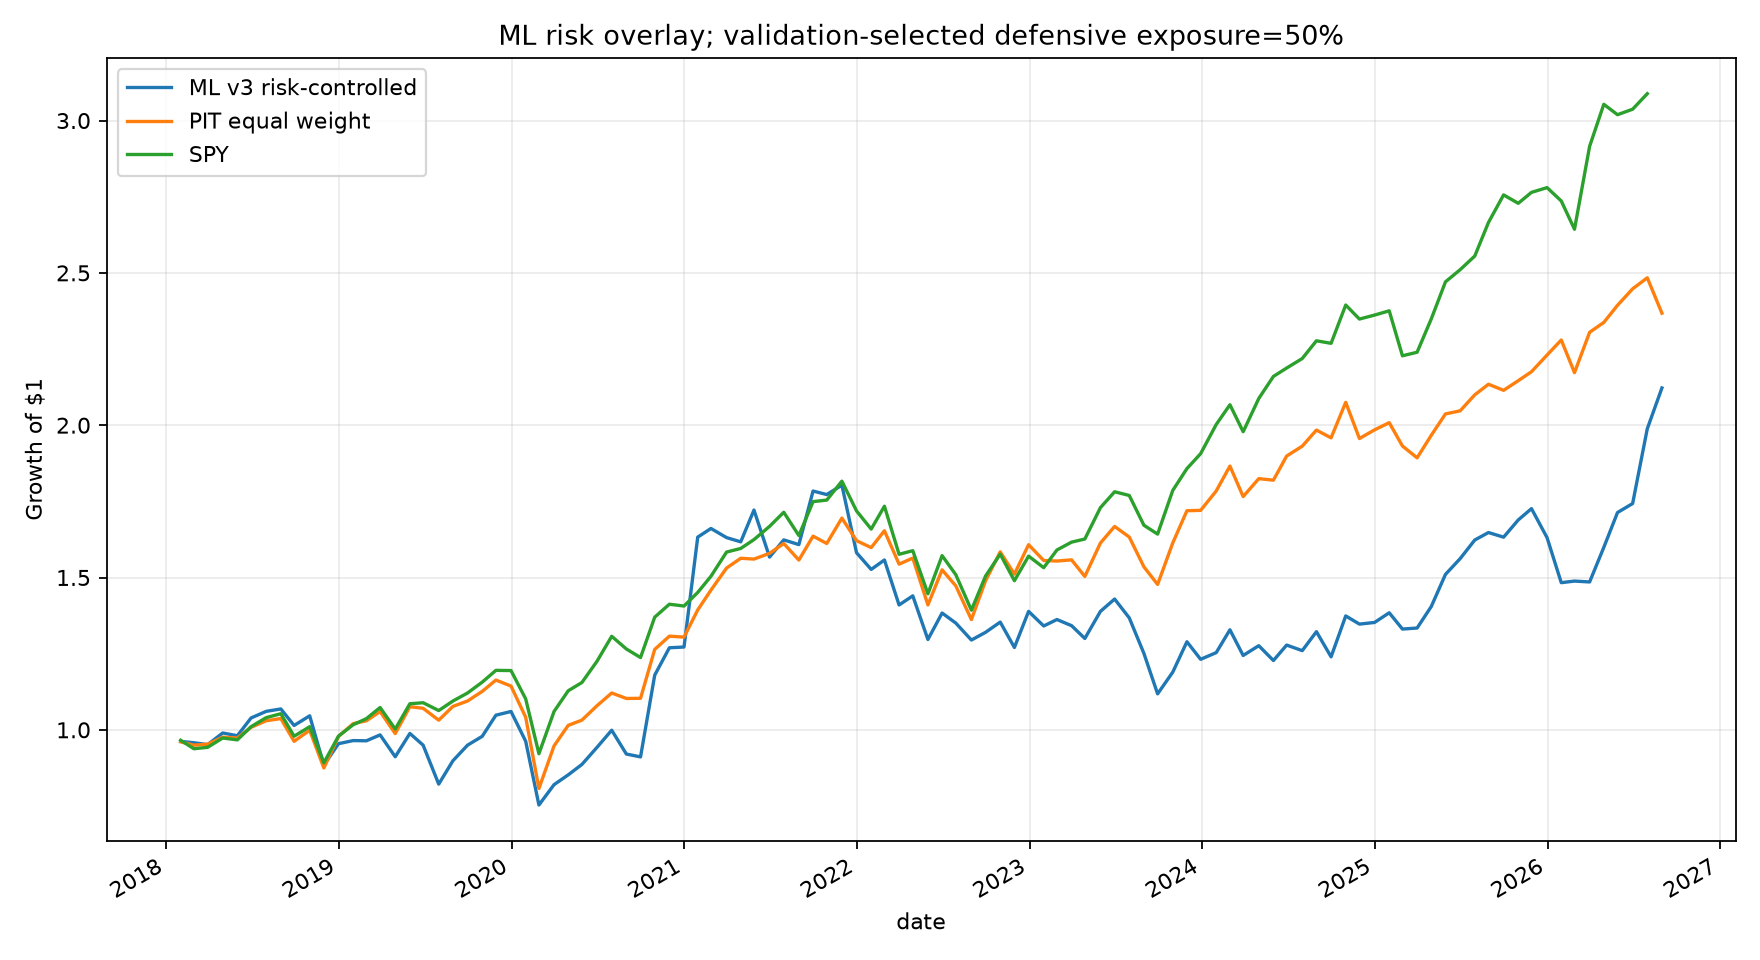 ML risk overlay; validation-selected defensive exposure=50%
ML v3 risk-controlled
PIT equal weight
SPY
Growth of $1
3.0
2.5
2.0
1.5
1.0
2018
2019
2020
2021
2022
2023
2024
2025
2026
2027
date